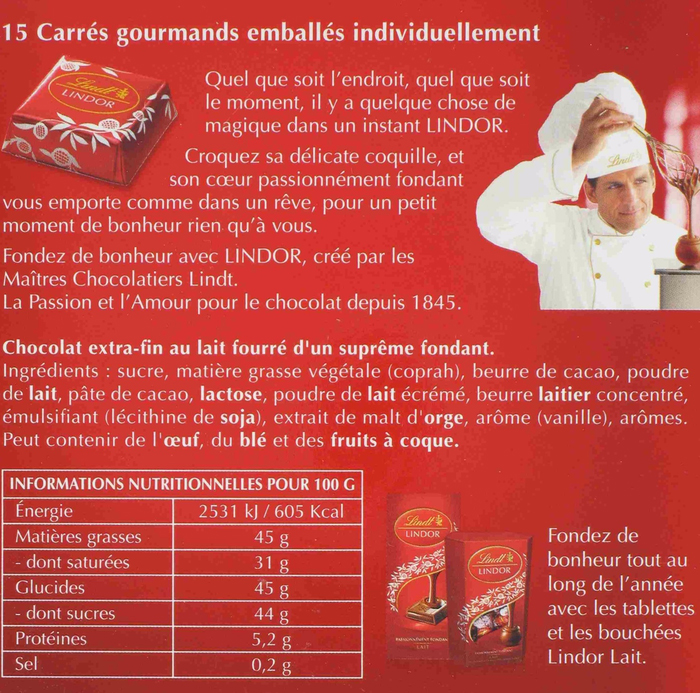 15 Carrés gourmands emballés individuellement
Lindt
LINDOR
Quel que soit l'endroit, quel que soit
le moment, il y a quelque chose de
magique dans un instant LINDOR.
Croquez sa délicate coquille, et
son cœur passionnément fondant
vous emporte comme dans un rêve, pour un petit
moment de bonheur rien qu'à vous.
Fondez de bonheur avec LINDOR, créé par les
Maîtres Chocolatiers Lindt.
La Passion et l'Amour pour le chocolat depuis 1845.
Lindt
Chocolat extra-fin au lait fourré d'un suprême fondant.
Ingrédients : sucre, matière grasse végétale (coprah), beurre de cacao, poudre
de lait, pâte de cacao, lactose, poudre de lait écrémé, beurre laitier concentré,
émulsifiant (lécithine de soja), extrait de malt d'orge, arôme (vanille), arômes.
Peut contenir de l'œuf, du blé et des fruits à coque.
INFORMATIONS NUTRITIONNELLES POUR 100 G
Énergie 2531 kJ / 605 Kcal
Matières grasses 45 g
- dont saturées 31 g
Glucides 45 g
- dont sucres 44 g
Protéines 5,2 g
Sel 0,2 g
Lindt
LINDOR
PASSIONNÉMENT FONDANT
LAIT
Lindt
LINDOR
Fondez de
bonheur tout au
long de l'année
avec les tablettes
et les bouchées
Lindor Lait.